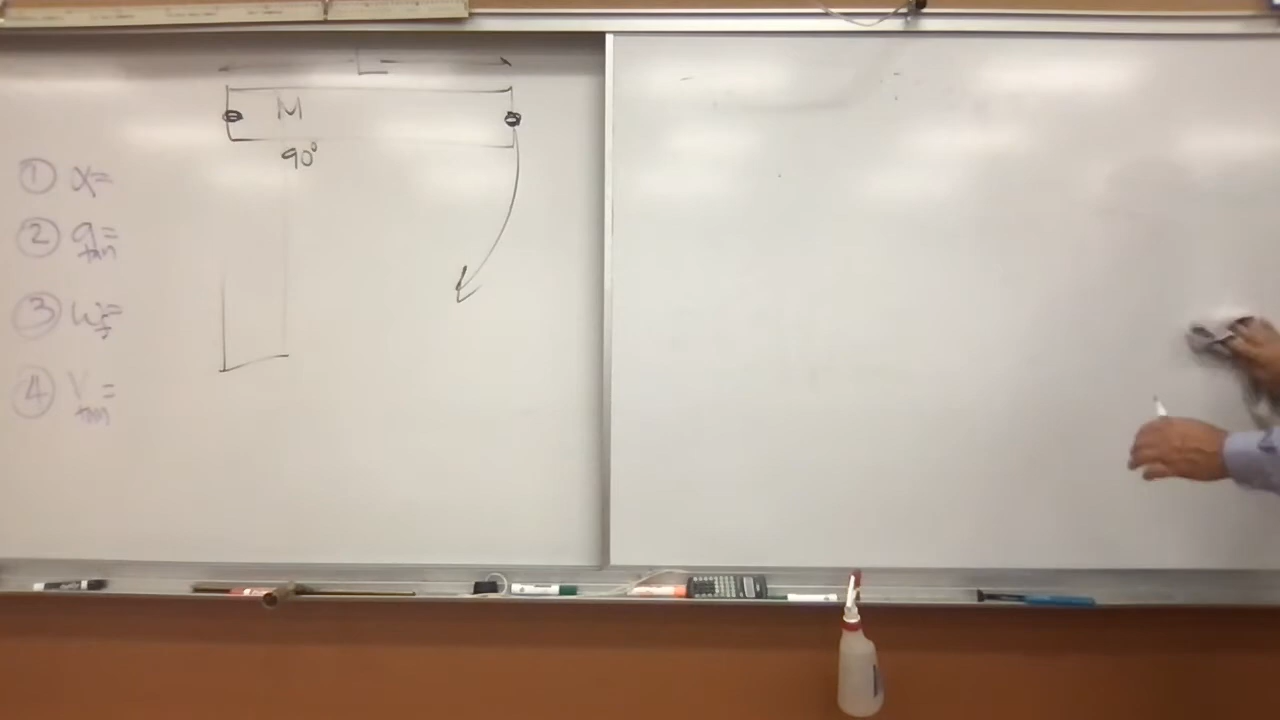 L
M
90°
① α=
② a tan =
③ ω f =
④ V tan =